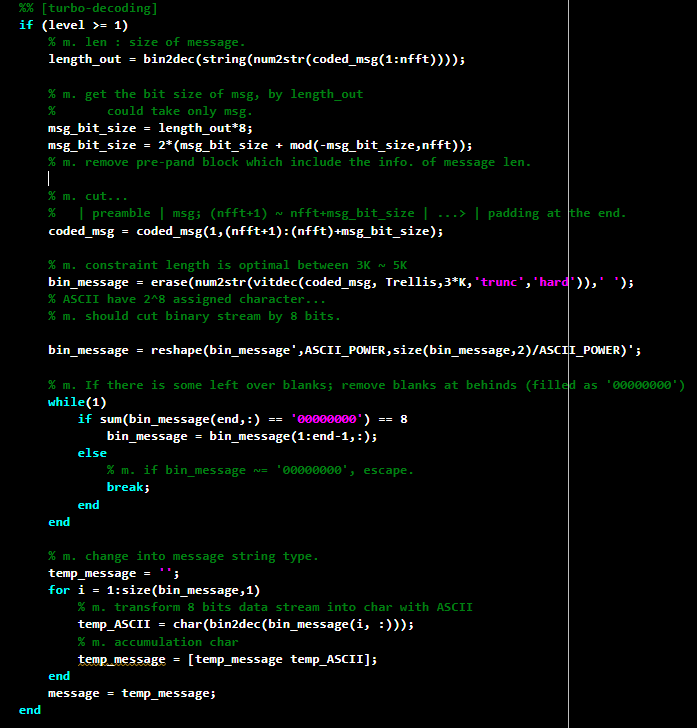 %% [turbo-decoding]
if (level >= 1)
% m. len : size of message.
length_out = bin2dec(string(num2str(coded_msg(1:nfft))));
% m. get the bit size of msg, by length_out
%       could take only msg.
msg_bit_size = length_out*8;
msg_bit_size = 2*(msg_bit_size + mod(-msg_bit_size,nfft));
% m. remove pre-pand block which include the info. of message len.
% m. cut...
%   | preamble | msg; (nfft+1) ~ nfft+msg_bit_size | ...> | padding at the end.
coded_msg = coded_msg(1,(nfft+1):(nfft)+msg_bit_size);
% m. constraint length is optimal between 3K ~ 5K
bin_message = erase(num2str(vitdec(coded_msg, Trellis,3*K,'trunc','hard')),' ');
% ASCII have 2^8 assigned character...
% m. should cut binary stream by 8 bits.
bin_message = reshape(bin_message',ASCII_POWER,size(bin_message,2)/ASCII_POWER)';
% m. If there is some left over blanks; remove blanks at behinds (filled as '00000000')
while(1)
if sum(bin_message(end,:) == '00000000') == 8
bin_message = bin_message(1:end-1,:);
else
% m. if bin_message ~= '00000000', escape.
break;
end
end
% m. change into message string type.
temp_message = '';
for i = 1:size(bin_message,1)
% m. transform 8 bits data stream into char with ASCII
temp_ASCII = char(bin2dec(bin_message(i, :)));
% m. accumulation char
temp_message = [temp_message temp_ASCII];
end
message = temp_message;
end